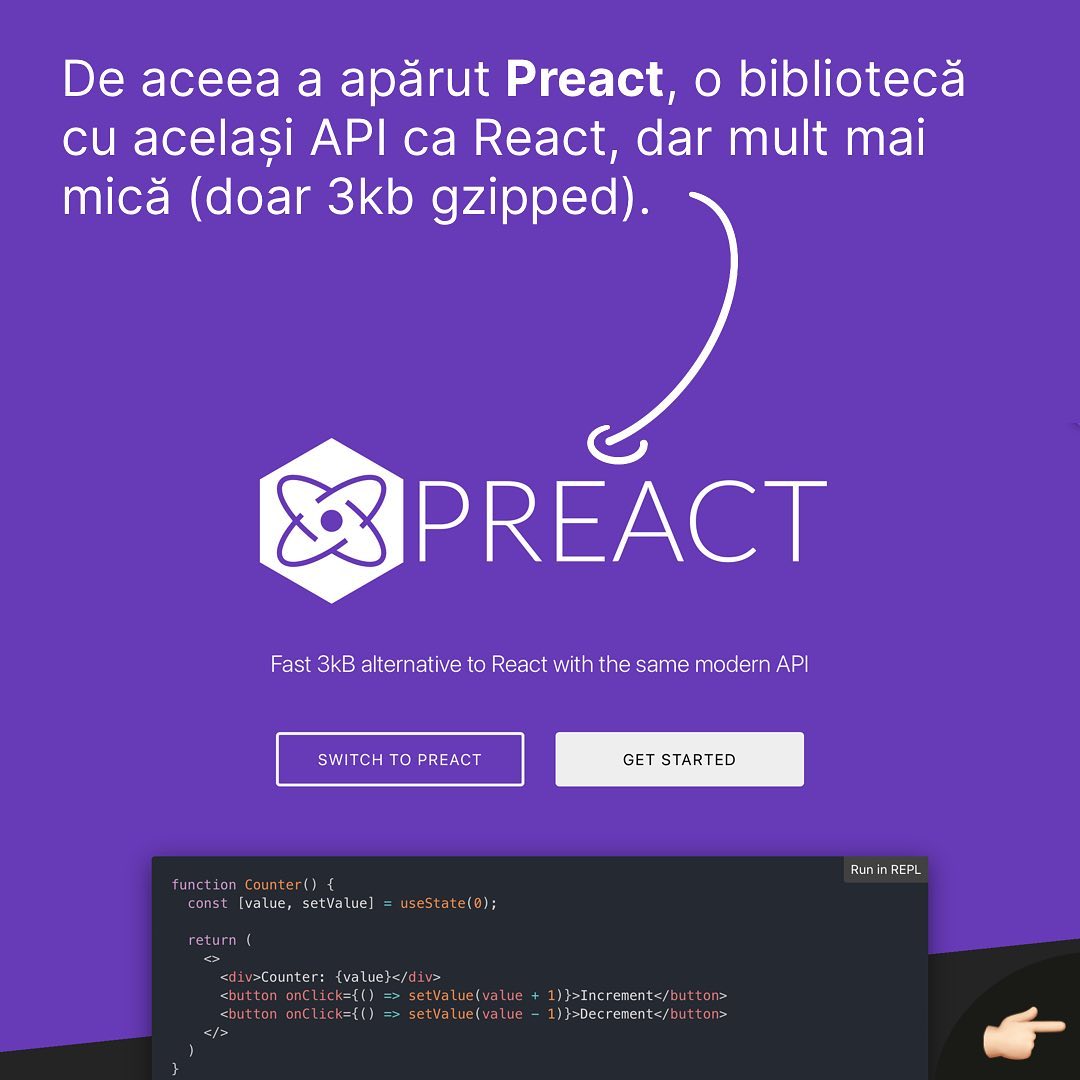 De aceea a apărut Preact, o bibliotecă
cu același API ca React, dar mult mai
mică (doar 3kb gzipped).
PREACT
Fast 3kB alternative to React with the same modern API
SWITCH TO PREACT
GET STARTED
Run in REPL
function Counter() {
  const [value, setValue] = useState(0);
  return (
    <>
      <div>Counter: {value}</div>
      <button onClick={() => setValue(value + 1)}>Increment</button>
      <button onClick={() => setValue(value - 1)}>Decrement</button>
    </>
  )
}